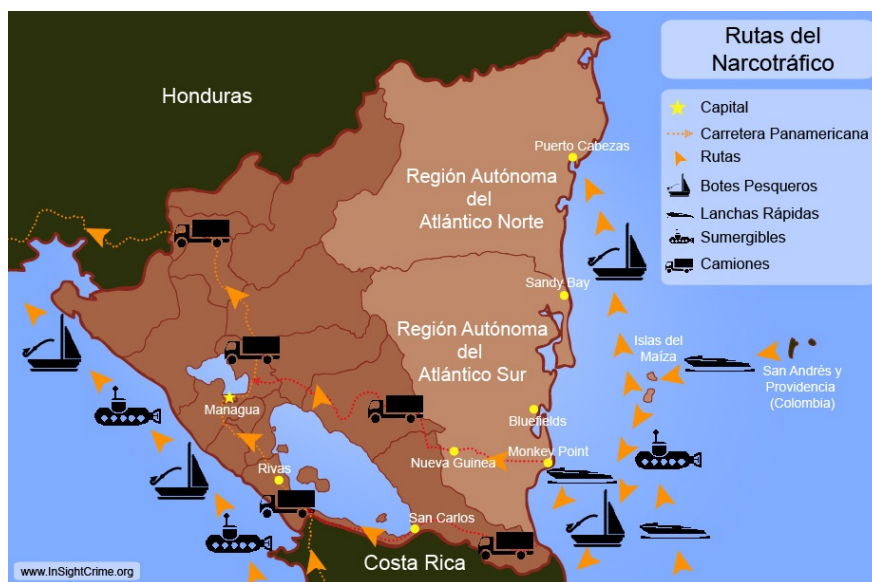 Rutas del
Narcotráfico
Capital
Carretera Panamericana
Rutas
Botes Pesqueros
Lanchas Rápidas
Sumergibles
Camiones
Honduras
Puerto Cabezas
Región Autónoma
del
Atlántico Norte
Sandy Bay
Región Autónoma
del
Atlántico Sur
Islas del
Maíza
San Andrés y
Providencia
(Colombia)
Managua
Bluefields
Nueva Guinea
Monkey Point
Rivas
San Carlos
Costa Rica
www.InSightCrime.org